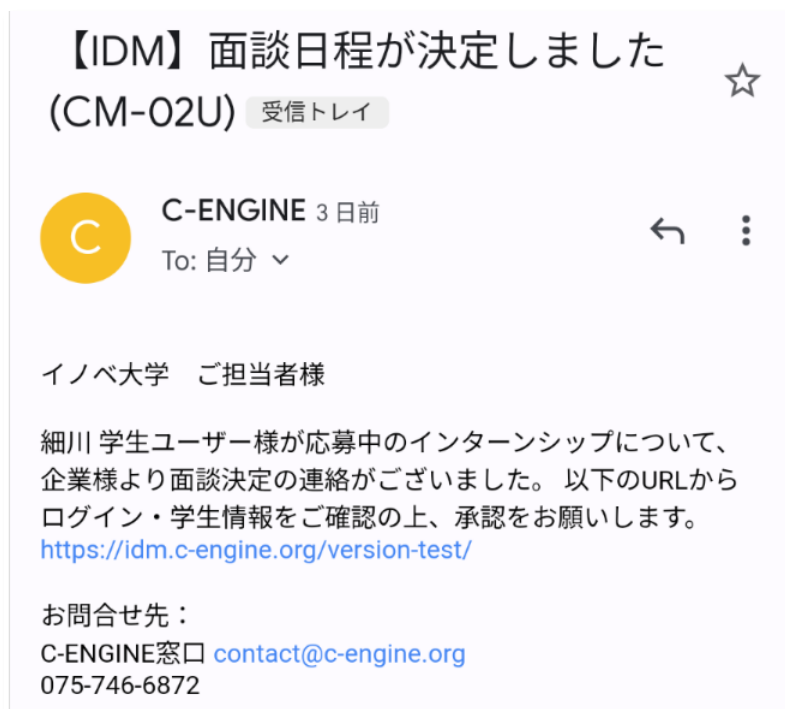 【IDM】面談日程が決定しました
(CM-02U) 受信トレイ
C
C-ENGINE 3 日前
To: 自分
イノベ大学　ご担当者様
細川 学生ユーザー様が応募中のインターンシップについて、
企業様より面談決定の連絡がございました。 以下のURLから
ログイン・学生情報をご確認の上、承認をお願いします。
https://idm.c-engine.org/version-test/
お問合せ先：
C-ENGINE窓口 contact@c-engine.org
075-746-6872